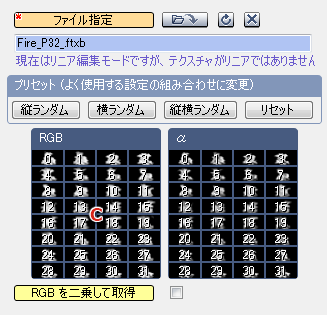 *ファイル指定
Fire_P32_.ftxb
現在はリニア編集モードですが、テクスチャがリニアではありません
プリセット（よく使用する設定の組み合わせに変更）
縦ランダム 横ランダム 縦横ランダム リセット
RGB α
0. 1. 2. 3. 0. 1. 2. 3.
4. 5. 6. 7. 4. 5. 6. 7.
8. 9. 10. 11. 8. 9. 10. 11.
12. 13. 14. 15. 12. 13. 14. 15.
16. 17. 18. 19. 16. 17. 18. 19.
C
20. 21. 22. 23. 20. 21. 22. 23.
24. 25. 26. 27. 24. 25. 26. 27.
28. 29. 30. 31. 28. 29. 30. 31.
RGBを二乗して取得